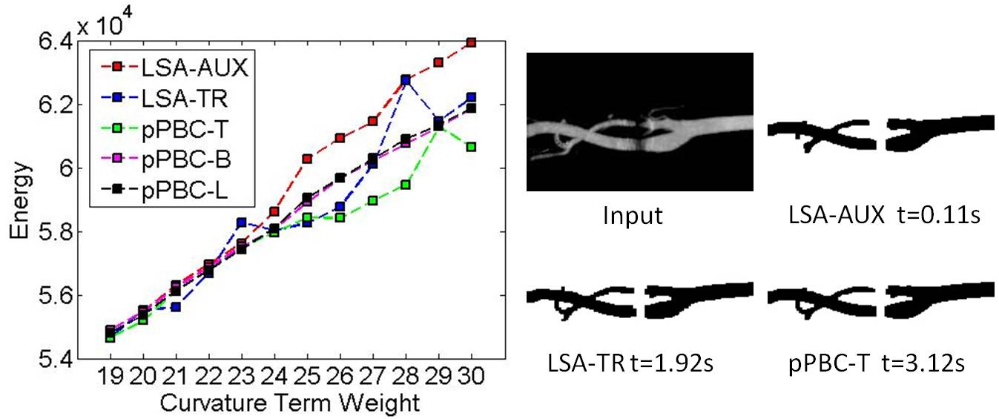 x 10⁴
6.4
6.2
6
5.8
5.6
5.4
Energy
LSA-AUX
LSA-TR
pPBC-T
pPBC-B
pPBC-L
19 20 21 22 23 24 25 26 27 28 29 30
Curvature Term Weight
Input
LSA-AUX t=0.11s
LSA-TR t=1.92s
pPBC-T t=3.12s